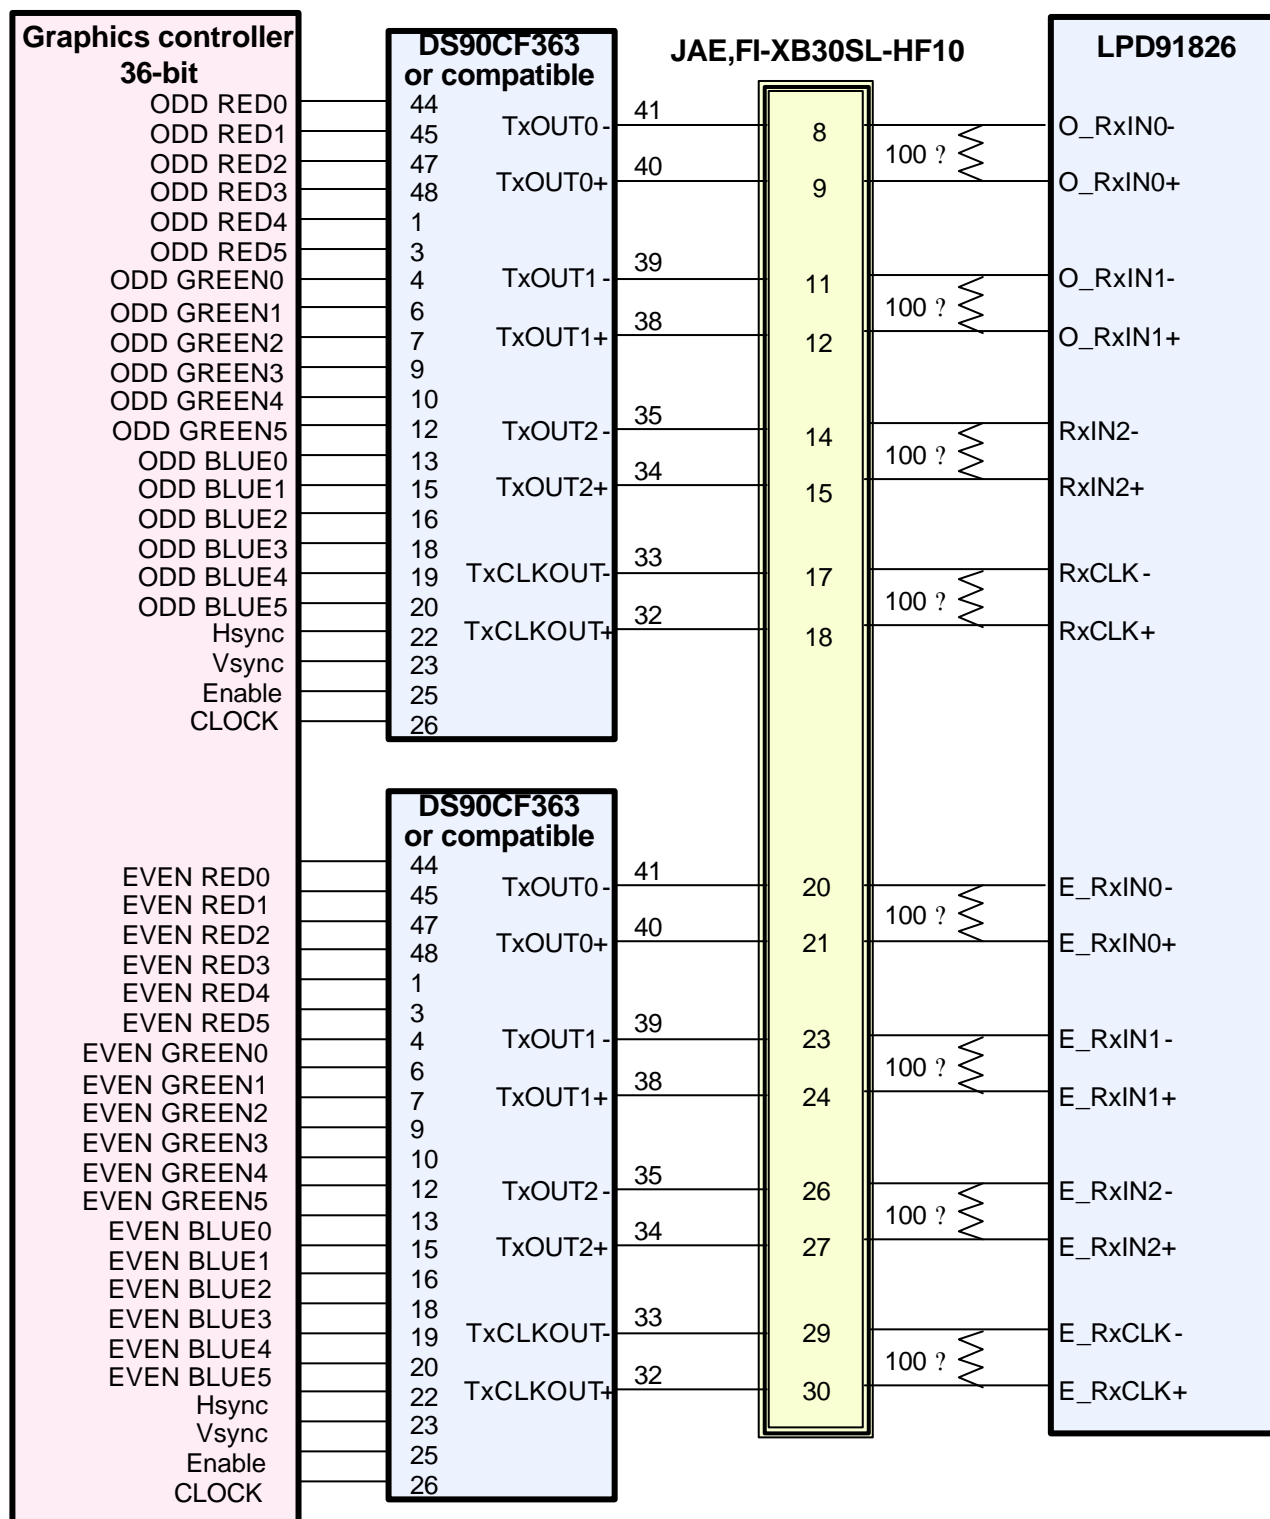 Graphics controller
36-bit
ODD RED0
ODD RED1
ODD RED2
ODD RED3
ODD RED4
ODD RED5
ODD GREEN0
ODD GREEN1
ODD GREEN2
ODD GREEN3
ODD GREEN4
ODD GREEN5
ODD BLUE0
ODD BLUE1
ODD BLUE2
ODD BLUE3
ODD BLUE4
ODD BLUE5
Hsync
Vsync
Enable
CLOCK
EVEN RED0
EVEN RED1
EVEN RED2
EVEN RED3
EVEN RED4
EVEN RED5
EVEN GREEN0
EVEN GREEN1
EVEN GREEN2
EVEN GREEN3
EVEN GREEN4
EVEN GREEN5
EVEN BLUE0
EVEN BLUE1
EVEN BLUE2
EVEN BLUE3
EVEN BLUE4
EVEN BLUE5
Hsync
Vsync
Enable
CLOCK
DS90CF363
or compatible
44
45
47
48
1
3
4
6
7
9
10
12
13
15
16
18
19
20
22
23
25
26
TxOUT0-
TxOUT0+
TxOUT1-
TxOUT1+
TxOUT2-
TxOUT2+
TxCLKOUT-
TxCLKOUT+
41
40
39
38
35
34
33
32
DS90CF363
or compatible
44
45
47
48
1
3
4
6
7
9
10
12
13
15
16
18
19
20
22
23
25
26
TxOUT0-
TxOUT0+
TxOUT1-
TxOUT1+
TxOUT2-
TxOUT2+
TxCLKOUT-
TxCLKOUT+
41
40
39
38
35
34
33
32
JAE,FI-XB30SL-HF10
8
9
11
12
14
15
17
18
20
21
23
24
26
27
29
30
100 ?
100 ?
100 ?
100 ?
100 ?
100 ?
100 ?
100 ?
LPD91826
O_RxIN0-
O_RxIN0+
O_RxIN1-
O_RxIN1+
RxIN2-
RxIN2+
RxCLK-
RxCLK+
E_RxIN0-
E_RxIN0+
E_RxIN1-
E_RxIN1+
E_RxIN2-
E_RxIN2+
E_RxCLK-
E_RxCLK+